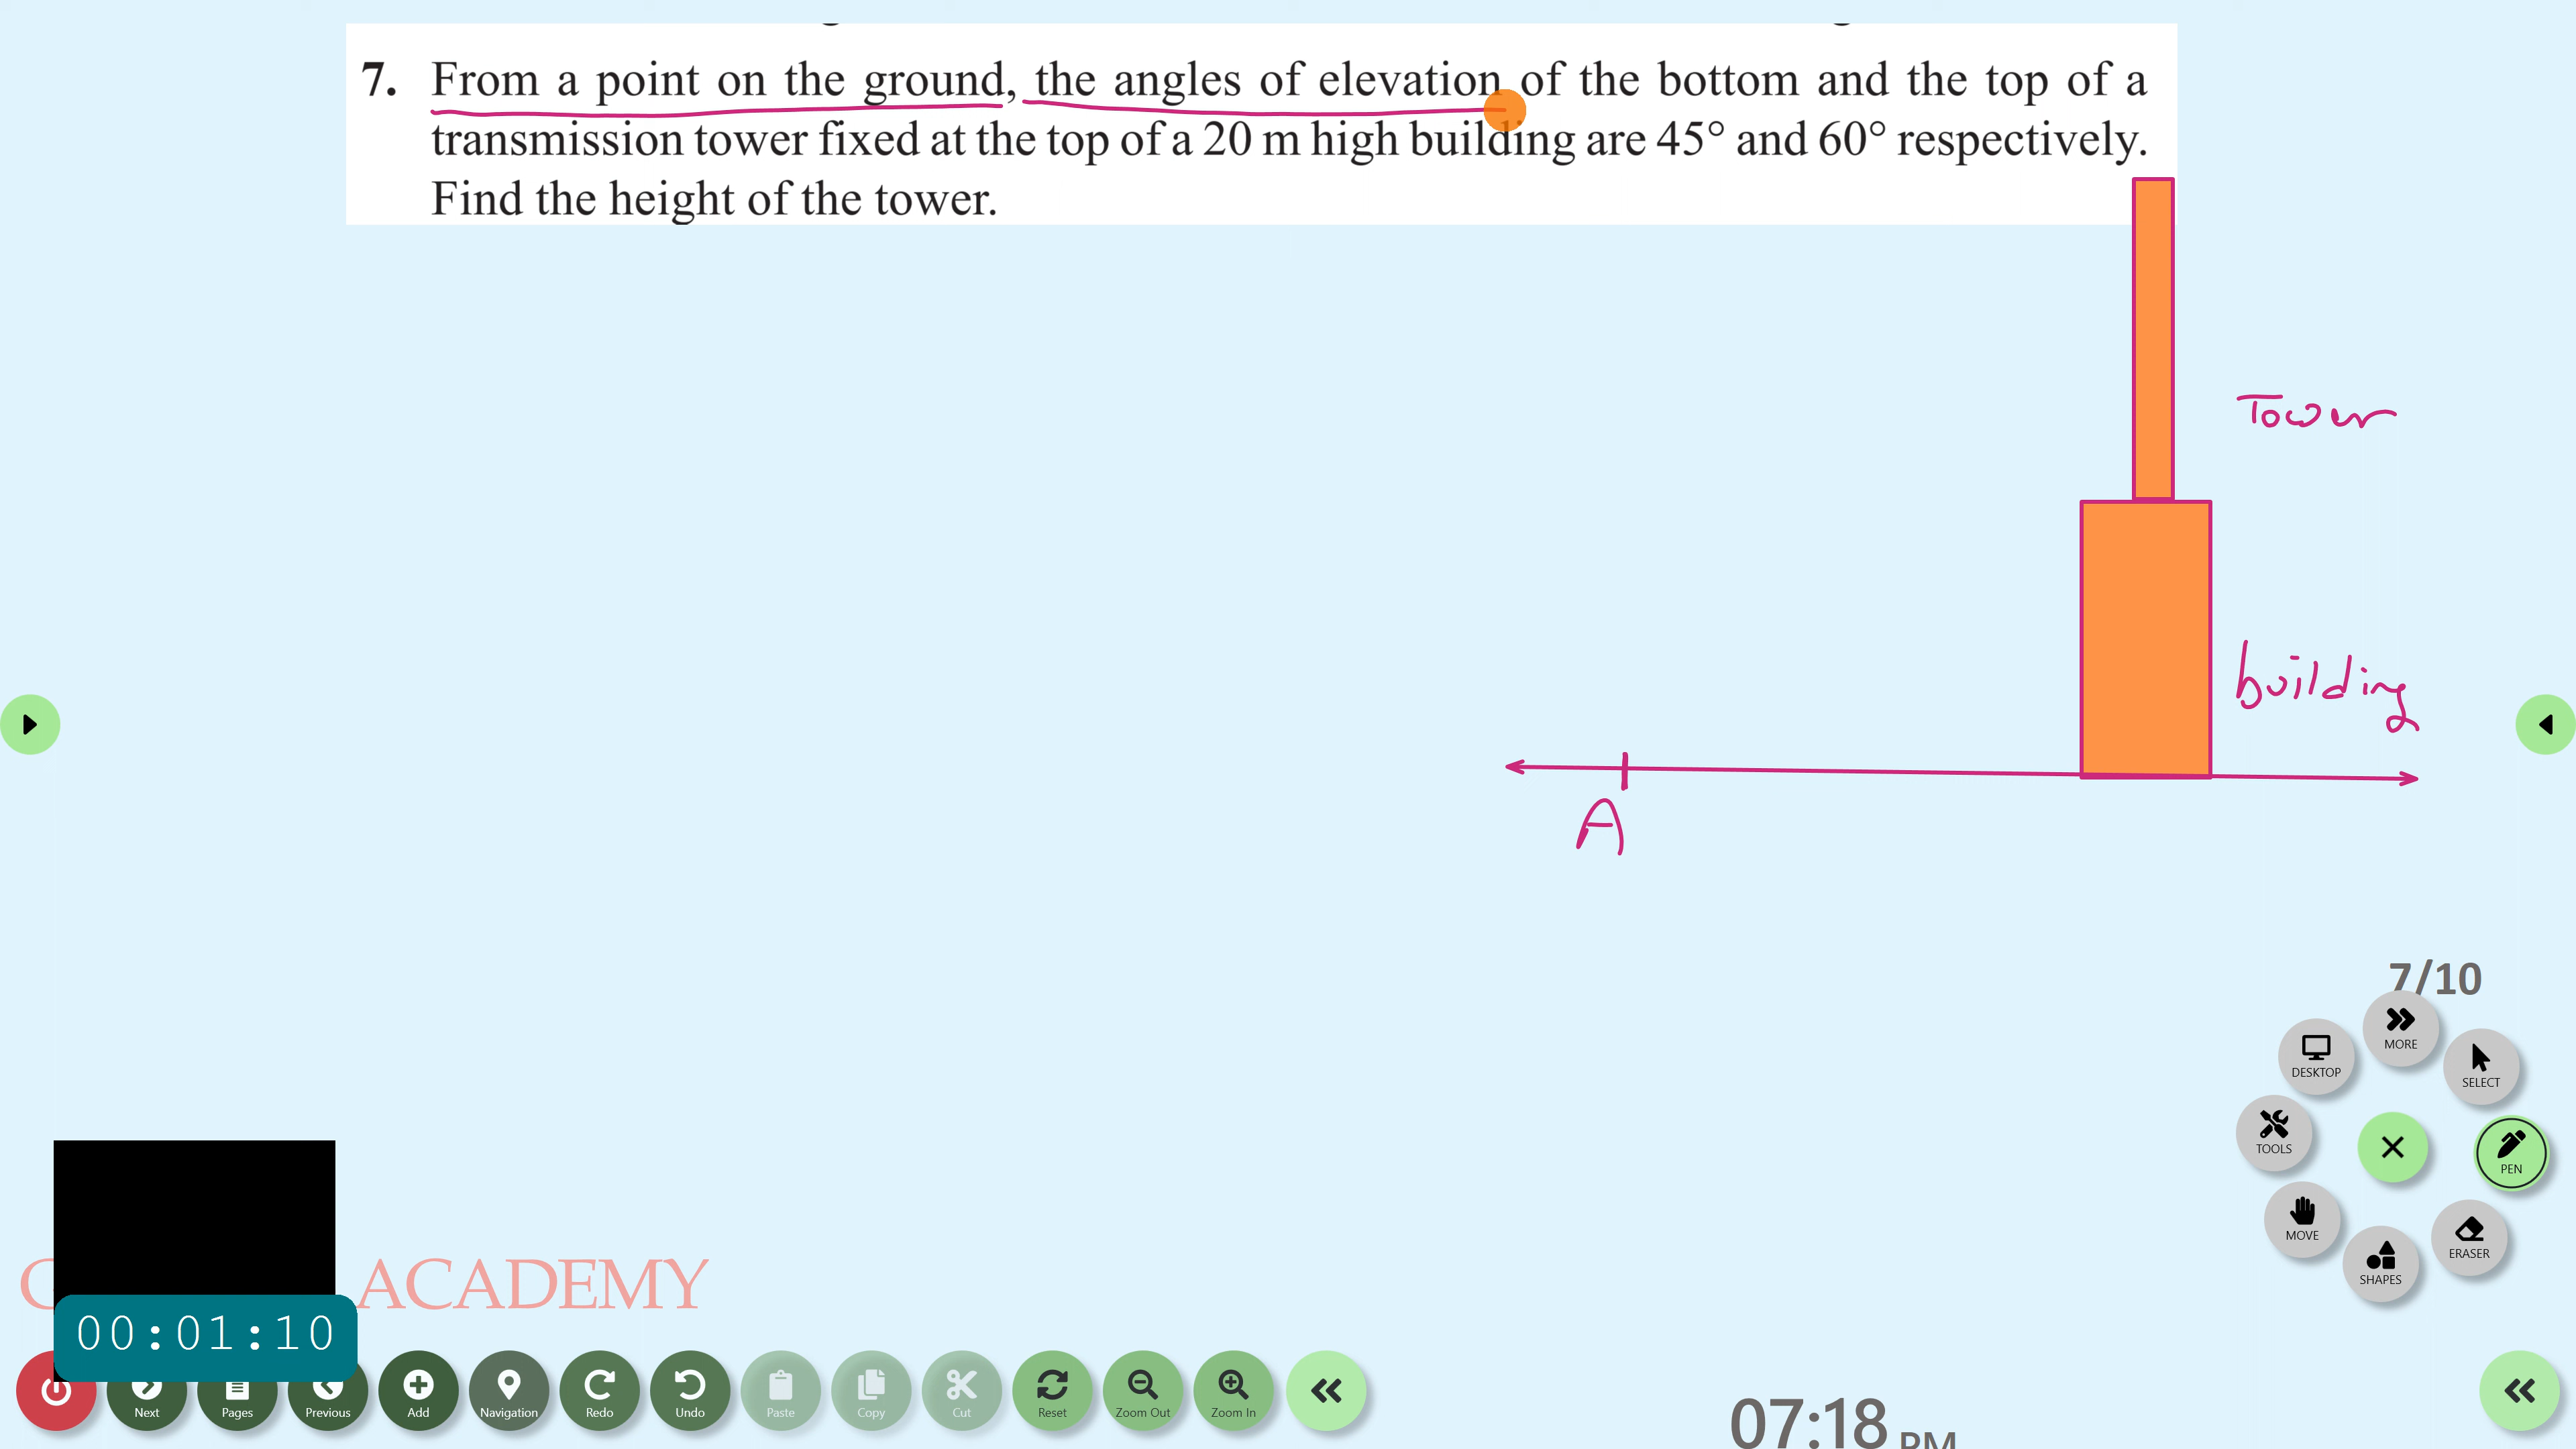 7. From a point on the ground, the angles of elevation of the bottom and the top of a
transmission tower fixed at the top of a 20 m high building are 45° and 60° respectively.
Find the height of the tower.
Tower
building
A
7/10
MORE
DESKTOP
SELECT
TOOLS
PEN
MOVE
ERASER
SHAPES
ACADEMY
00:01:10
Next
Pages
Previous
Add
Navigation
Redo
Undo
Paste
Copy
Cut
Reset
Zoom Out
Zoom In
07:18 PM